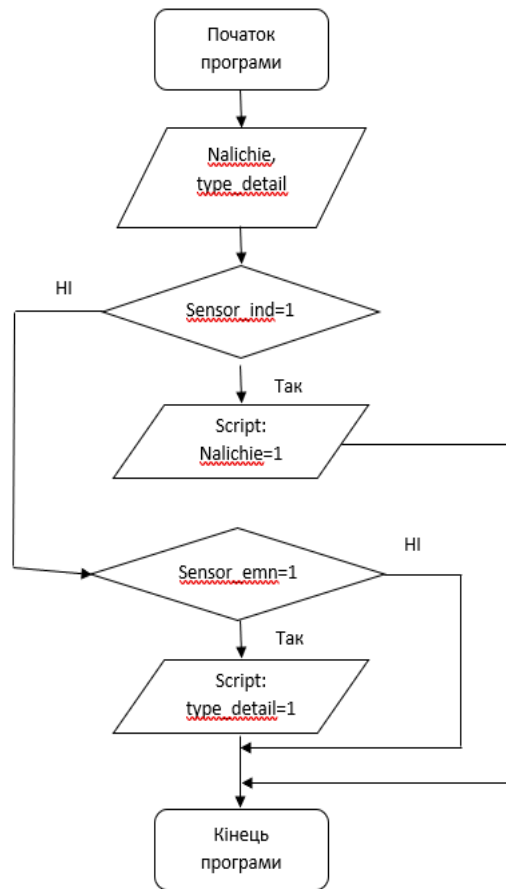 Початок
програми
Nalichie,
type_detail
НІ
Sensor_ind=1
Так
Script:
Nalichie=1
НІ
Sensor_emn=1
Так
Script:
type_detail=1
Кінець
програми